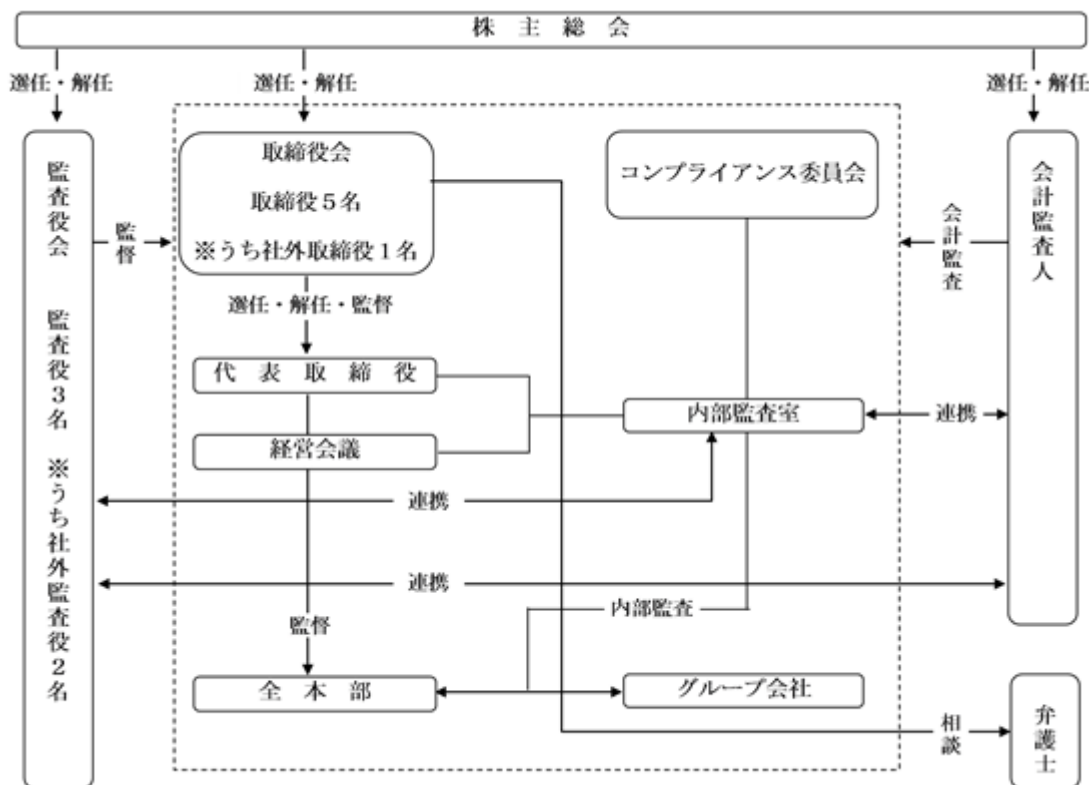 株主総会
選任・解任
選任・解任
選任・解任
監査役会 監査役3名 ※うち社外監査役2名
監督
取締役会
取締役5名
※うち社外取締役1名
コンプライアンス委員会
会計監査
会計監査人
選任・解任・監督
代表取締役
経営会議
内部監査室
連携
連携
連携
内部監査
監督
全本部
グループ会社
相談
弁護士